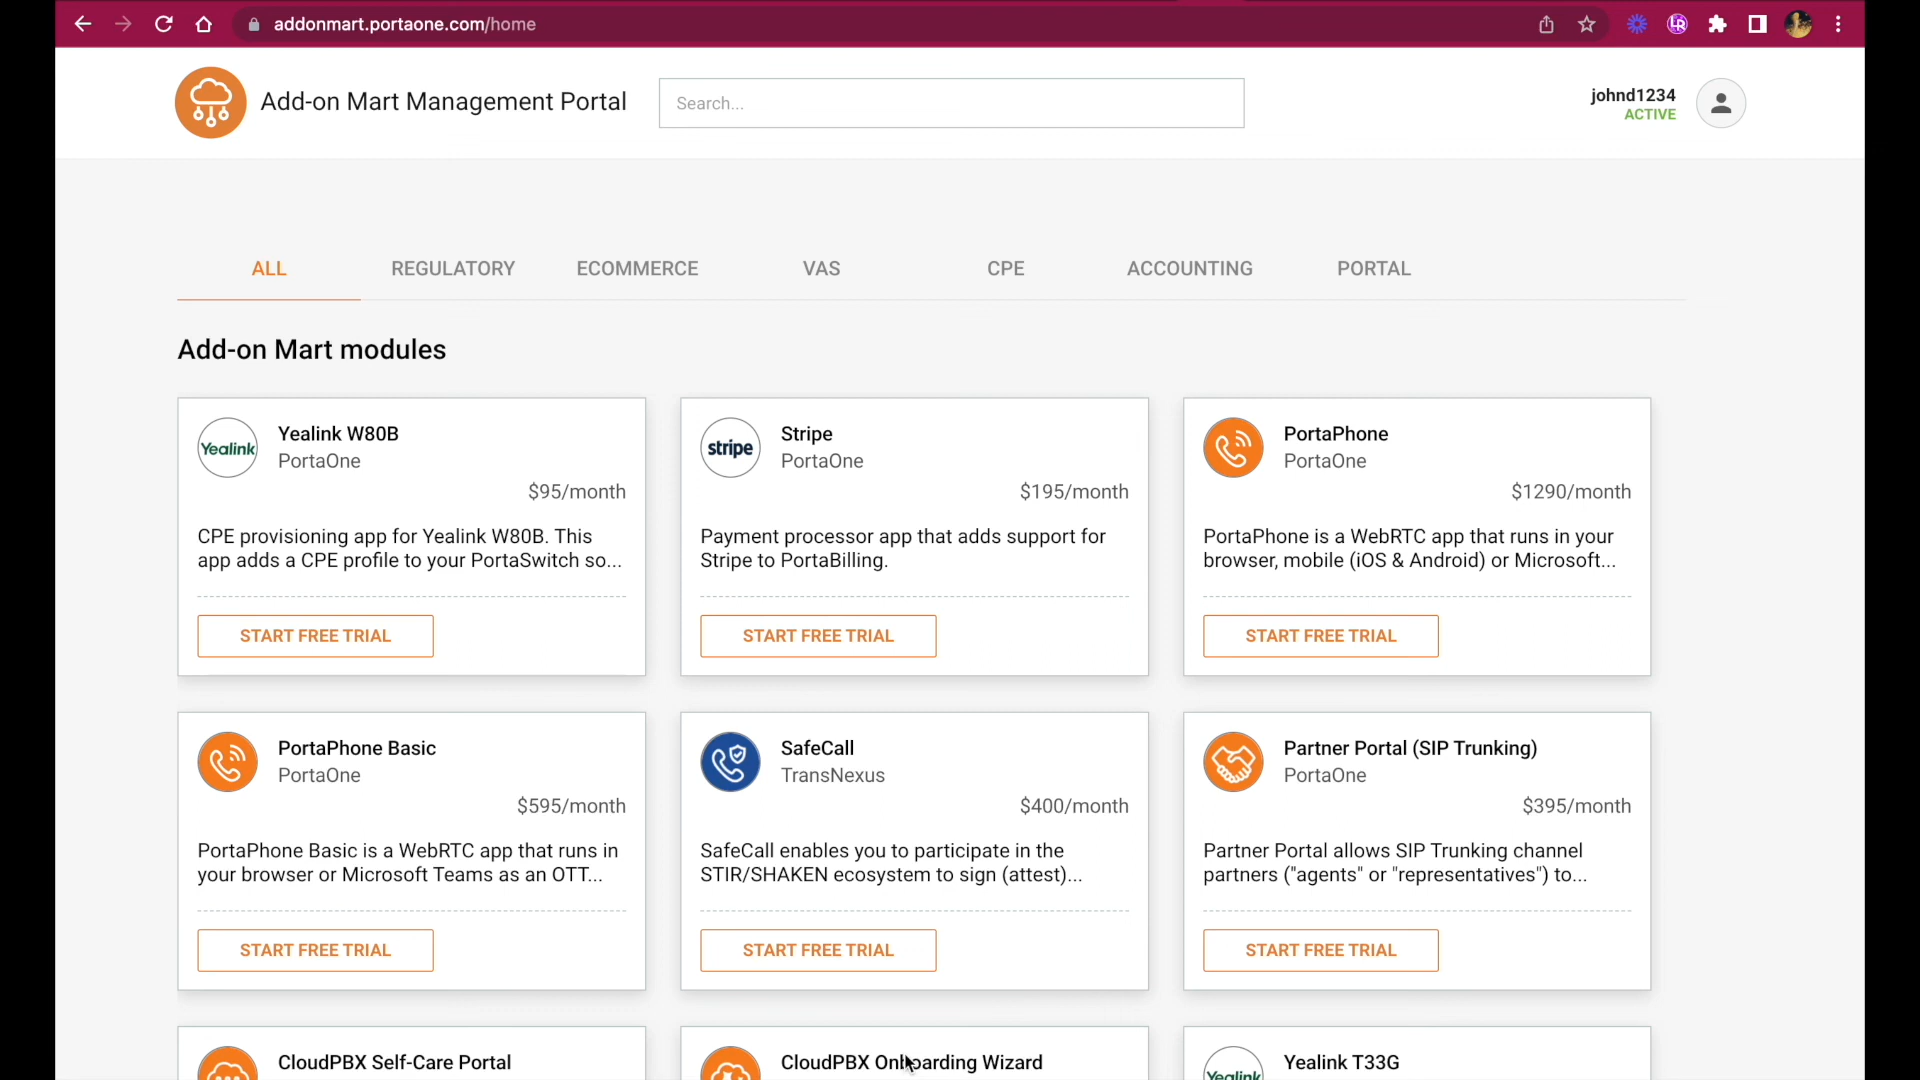 addonmart.portaone.com/home
Add-on Mart Management Portal
Search...
johnd1234
ACTIVE
ALL REGULATORY ECOMMERCE VAS CPE ACCOUNTING PORTAL
Add-on Mart modules
Yealink
Yealink W80B
PortaOne
$95/month
CPE provisioning app for Yealink W80B. This
app adds a CPE profile to your PortaSwitch so...
START FREE TRIAL
stripe
Stripe
PortaOne
$195/month
Payment processor app that adds support for
Stripe to PortaBilling.
START FREE TRIAL
PortaPhone
PortaOne
$1290/month
PortaPhone is a WebRTC app that runs in your
browser, mobile (iOS & Android) or Microsoft...
START FREE TRIAL
PortaPhone Basic
PortaOne
$595/month
PortaPhone Basic is a WebRTC app that runs in
your browser or Microsoft Teams as an OTT...
START FREE TRIAL
SafeCall
TransNexus
$400/month
SafeCall enables you to participate in the
STIR/SHAKEN ecosystem to sign (attest)...
START FREE TRIAL
Partner Portal (SIP Trunking)
PortaOne
$395/month
Partner Portal allows SIP Trunking channel
partners ("agents" or "representatives") to...
START FREE TRIAL
CloudPBX Self-Care Portal
CloudPBX Onboarding Wizard
Yealink
Yealink T33G